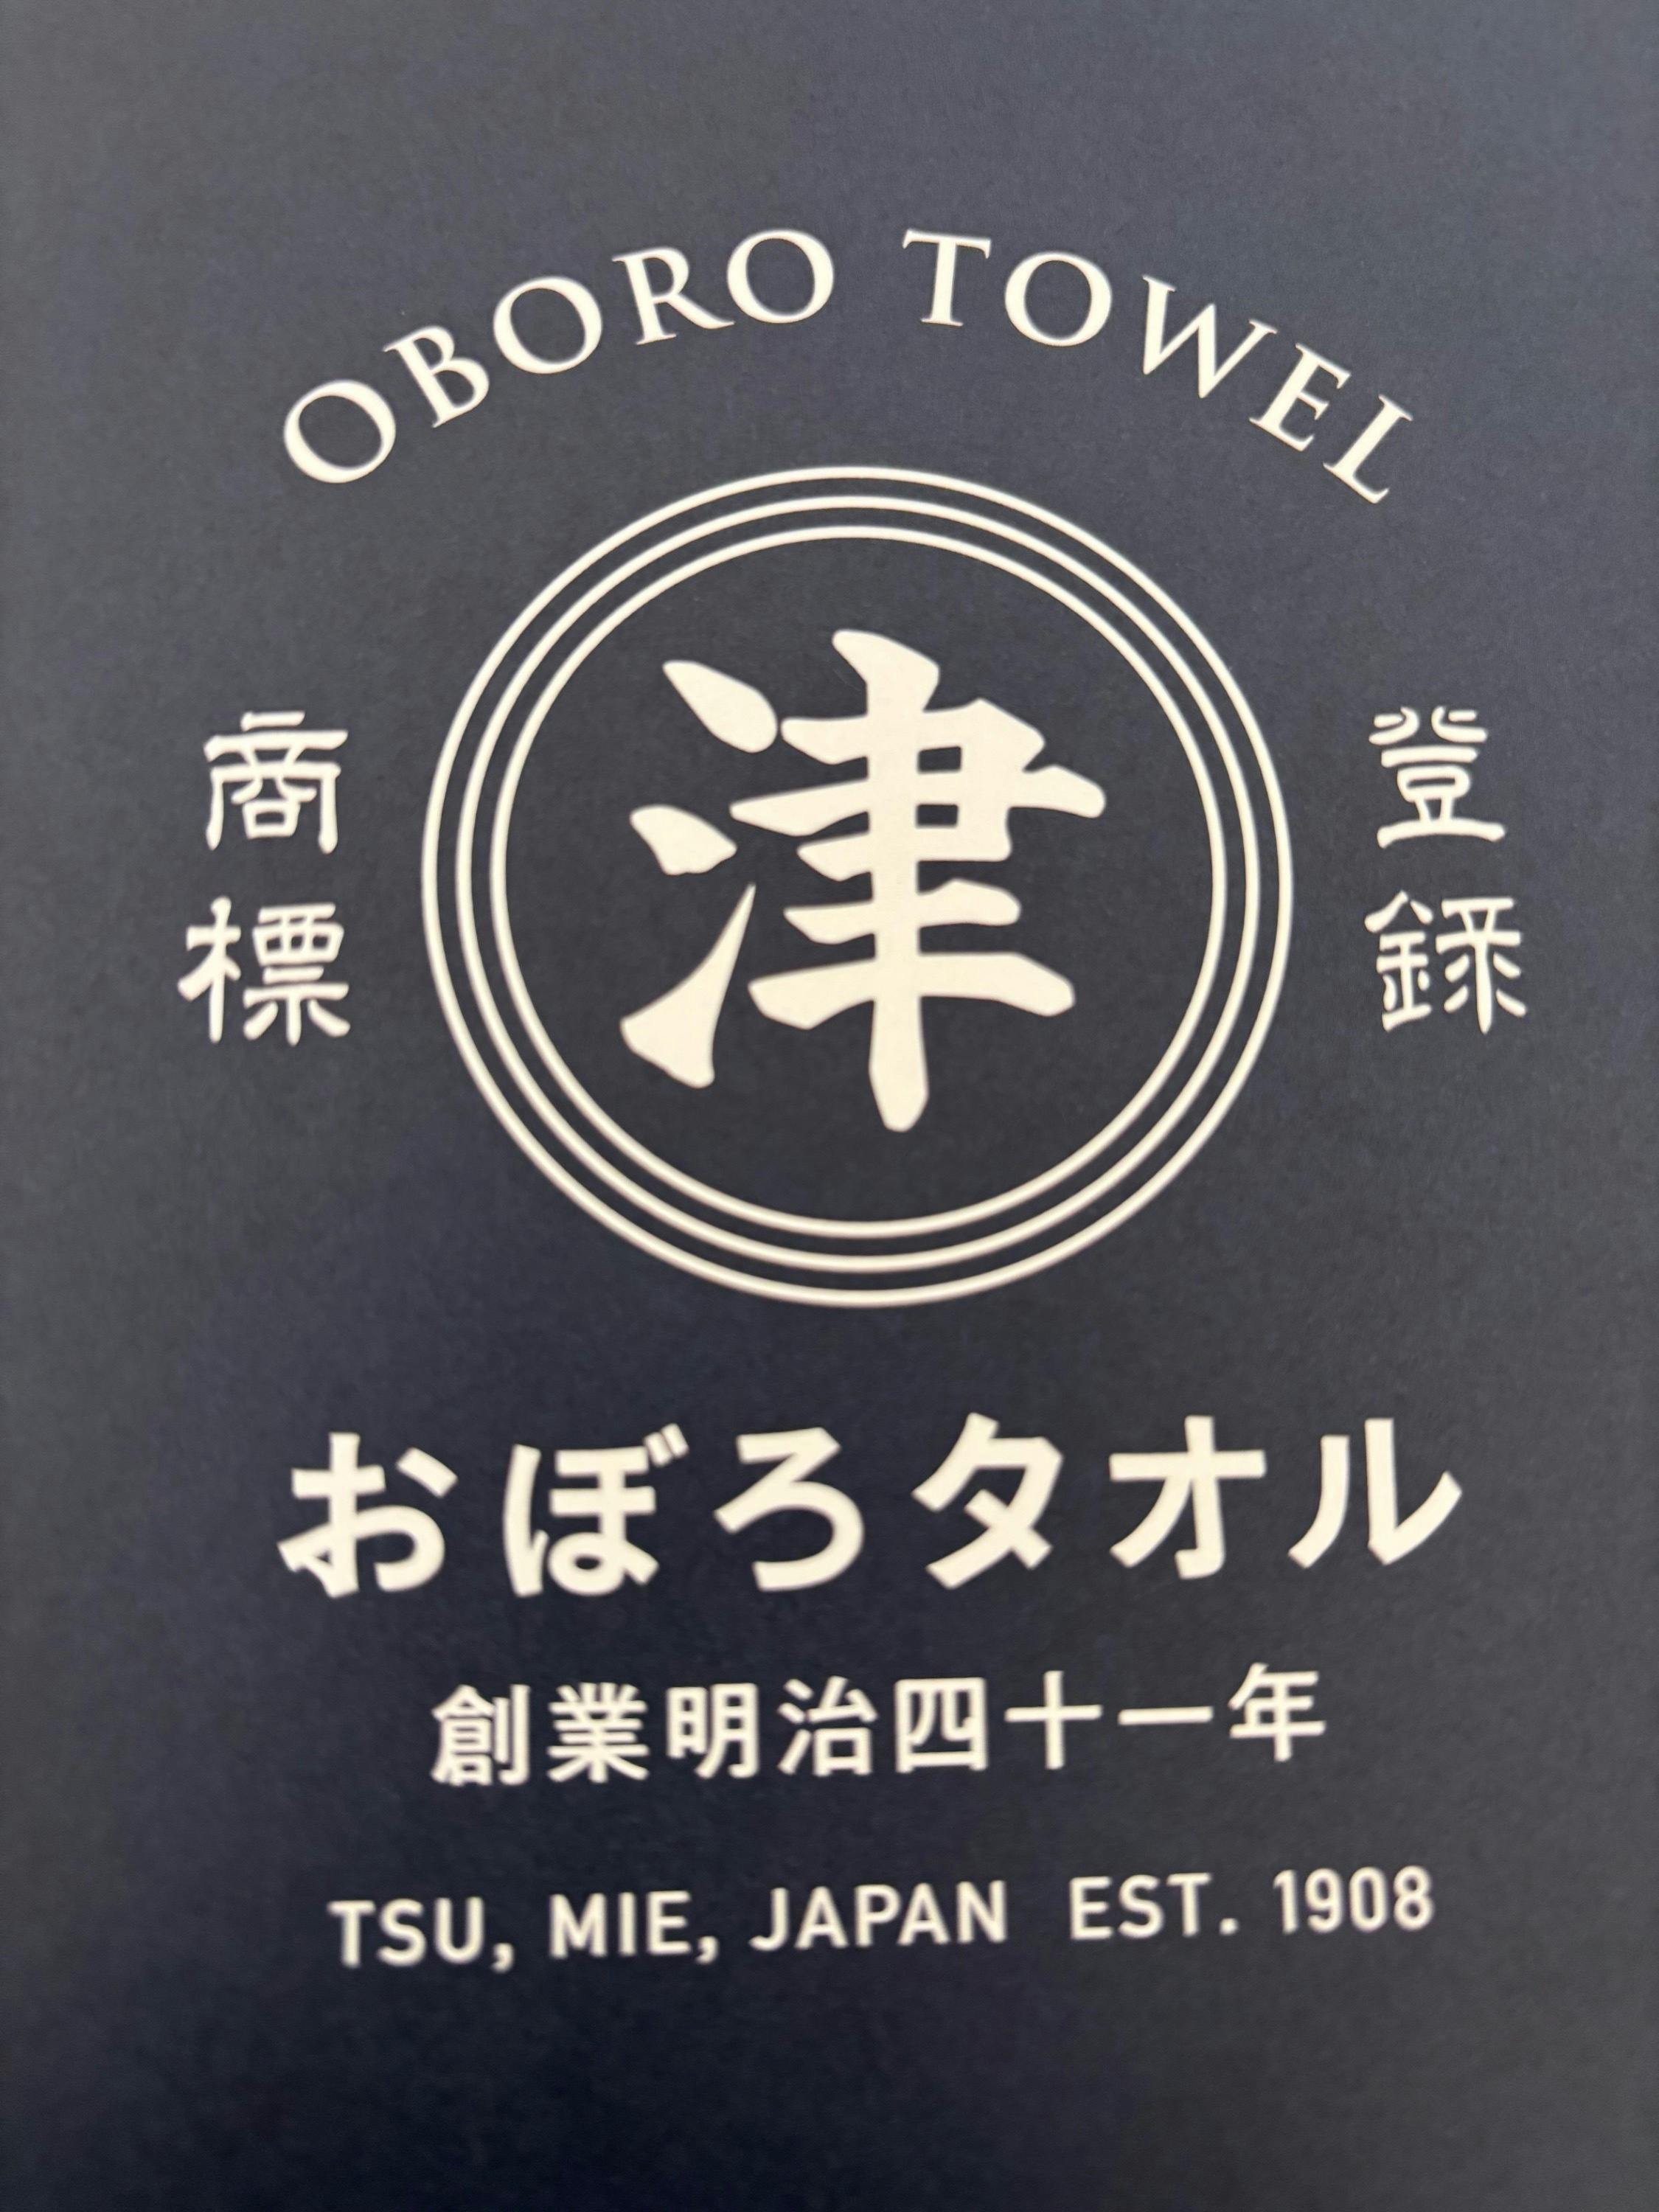 OBORO TOWEL
商標
津
登録
おぼろタオル
創業明治四十一年
TSU, MIE, JAPAN EST. 1908